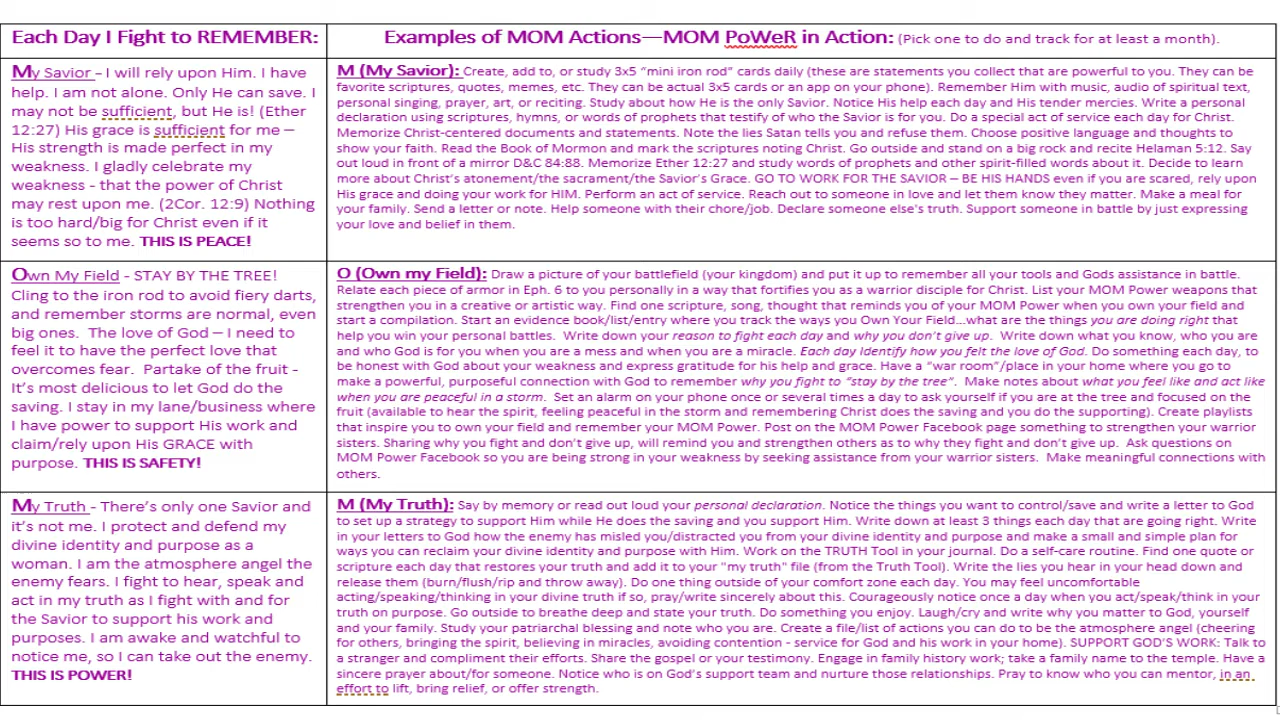 Each Day I Fight to REMEMBER:
Examples of MOM Actions—MOM PoWeR in Action: (Pick one to do and track for at least a month).
My Savior - I will rely upon Him. I have
help. I am not alone. Only He can save. I
may not be sufficient, but He is! (Ether
12:27) His grace is sufficient for me –
His strength is made perfect in my
weakness. I gladly celebrate my
weakness - that the power of Christ
may rest upon me. (2Cor. 12:9) Nothing
is too hard/big for Christ even if it
seems so to me. THIS IS PEACE!
M (My Savior): Create, add to, or study 3x5 “mini iron rod” cards daily (these are statements you collect that are powerful to you. They can be
favorite scriptures, quotes, memes, etc. They can be actual 3x5 cards or an app on your phone). Remember Him with music, audio of spiritual text,
personal singing, prayer, art, or reciting. Study about how He is the only Savior. Notice His help each day and His tender mercies. Write a personal
declaration using scriptures, hymns, or words of prophets that testify of who the Savior is for you. Do a special act of service each day for Christ.
Memorize Christ-centered documents and statements. Note the lies Satan tells you and refuse them. Choose positive language and thoughts to
show your faith. Read the Book of Mormon and mark the scriptures noting Christ. Go outside and stand on a big rock and recite Helaman 5:12. Say
out loud in front of a mirror D&C 84:88. Memorize Ether 12:27 and study words of prophets and other spirit-filled words about it. Decide to learn
more about Christ’s atonement/the sacrament/the Savior’s Grace. GO TO WORK FOR THE SAVIOR – BE HIS HANDS even if you are scared, rely upon
His grace and doing your work for HIM. Perform an act of service. Reach out to someone in love and let them know they matter. Make a meal for
your family. Send a letter or note. Help someone with their chore/job. Declare someone else's truth. Support someone in battle by just expressing
your love and belief in them.
Own My Field - STAY BY THE TREE!
Cling to the iron rod to avoid fiery darts,
and remember storms are normal, even
big ones. The love of God – I need to
feel it to have the perfect love that
overcomes fear. Partake of the fruit -
It’s most delicious to let God do the
saving. I stay in my lane/business where
I have power to support His work and
claim/rely upon His GRACE with
purpose. THIS IS SAFETY!
O (Own my Field): Draw a picture of your battlefield (your kingdom) and put it up to remember all your tools and Gods assistance in battle.
Relate each piece of armor in Eph. 6 to you personally in a way that fortifies you as a warrior disciple for Christ. List your MOM Power weapons that
strengthen you in a creative or artistic way. Find one scripture, song, thought that reminds you of your MOM Power when you own your field and
start a compilation. Start an evidence book/list/entry where you track the ways you Own Your Field...what are the things you are doing right that
help you win your personal battles. Write down your reason to fight each day and why you don’t give up. Write down what you know, who you are
and who God is for you when you are a mess and when you are a miracle. Each day Identify how you felt the love of God. Do something each day, to
be honest with God about your weakness and express gratitude for his help and grace. Have a “war room”/place in your home where you go to
make a powerful, purposeful connection with God to remember why you fight to “stay by the tree”. Make notes about what you feel like and act like
when you are peaceful in a storm. Set an alarm on your phone once or several times a day to ask yourself if you are at the tree and focused on the
fruit (available to hear the spirit, feeling peaceful in the storm and remembering Christ does the saving and you do the supporting). Create playlists
that inspire you to own your field and remember your MOM Power. Post on the MOM Power Facebook page something to strengthen your warrior
sisters. Sharing why you fight and don’t give up, will remind you and strengthen others as to why they fight and don’t give up. Ask questions on
MOM Power Facebook so you are being strong in your weakness by seeking assistance from your warrior sisters. Make meaningful connections with
others.
My Truth - There’s only one Savior and
it’s not me. I protect and defend my
divine identity and purpose as a
woman. I am the atmosphere angel the
enemy fears. I fight to hear, speak and
act in my truth as I fight with and for
the Savior to support his work and
purposes. I am awake and watchful to
notice me, so I can take out the enemy.
THIS IS POWER!
M (My Truth): Say by memory or read out loud your personal declaration. Notice the things you want to control/save and write a letter to God
to set up a strategy to support Him while He does the saving and you support Him. Write down at least 3 things each day that are going right. Write
in your letters to God how the enemy has misled you/distracted you from your divine identity and purpose and make a small and simple plan for
ways you can reclaim your divine identity and purpose with Him. Work on the TRUTH Tool in your journal. Do a self-care routine. Find one quote or
scripture each day that restores your truth and add it to your "my truth" file (from the Truth Tool). Write the lies you hear in your head down and
release them (burn/flush/rip and throw away). Do one thing outside of your comfort zone each day. You may feel uncomfortable
acting/speaking/thinking in your divine truth if so, pray/write sincerely about this. Courageously notice once a day when you act/speak/think in your
truth on purpose. Go outside to breathe deep and state your truth. Do something you enjoy. Laugh/cry and write why you matter to God, yourself
and your family. Study your patriarchal blessing and note who you are. Create a file/list of actions you can do to be the atmosphere angel (cheering
for others, bringing the spirit, believing in miracles, avoiding contention - service for God and his work in your home). SUPPORT GOD’S WORK: Talk to
a stranger and compliment their efforts. Share the gospel or your testimony. Engage in family history work; take a family name to the temple. Have a
sincere prayer about/for someone. Notice who is on God’s support team and nurture those relationships. Pray to know who you can mentor, in an
effort to lift, bring relief, or offer strength.